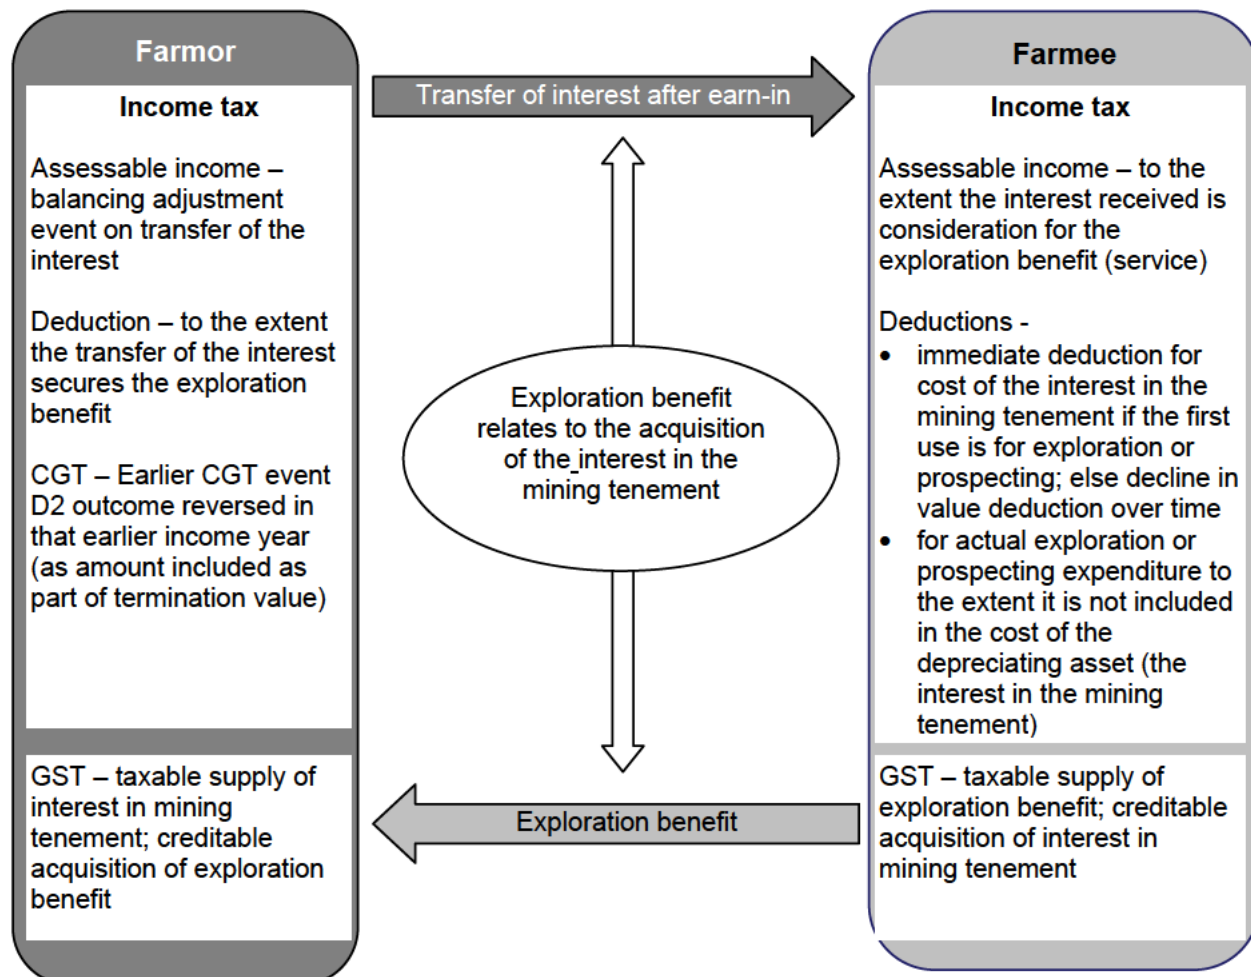 Farmor
Income tax
Assessable income –
balancing adjustment
event on transfer of the
interest
Deduction – to the extent
the transfer of the interest
secures the exploration
benefit
CGT – Earlier CGT event
D2 outcome reversed in
that earlier income year
(as amount included as
part of termination value)
GST – taxable supply of
interest in mining
tenement; creditable
acquisition of exploration
benefit
Transfer of interest after earn-in
Exploration benefit
relates to the acquisition
of the interest in the
mining tenement
Exploration benefit
Farmee
Income tax
Assessable income – to the
extent the interest received is
consideration for the
exploration benefit (service)
Deductions -
• immediate deduction for
cost of the interest in the
mining tenement if the first
use is for exploration or
prospecting; else decline in
value deduction over time
• for actual exploration or
prospecting expenditure to
the extent it is not included
in the cost of the
depreciating asset (the
interest in the mining
tenement)
GST – taxable supply of
exploration benefit; creditable
acquisition of interest in
mining tenement